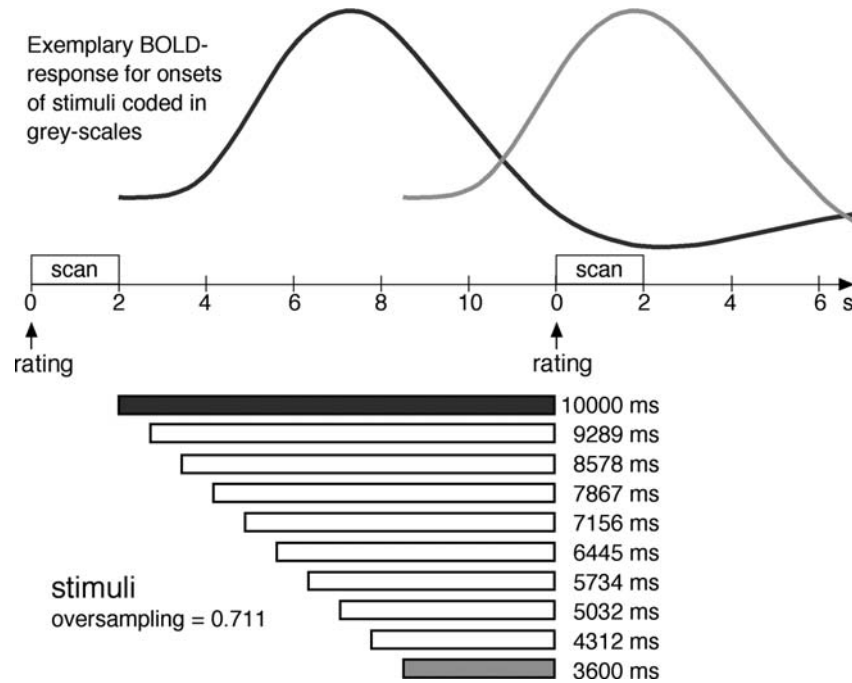 Exemplary BOLD-
response for onsets
of stimuli coded in
grey-scales
scan
scan
0 2 4 6 8 10 0 2 4 6 s
rating
rating
10000 ms
9289 ms
8578 ms
7867 ms
7156 ms
6445 ms
5734 ms
5032 ms
4312 ms
3600 ms
stimuli
oversampling = 0.711